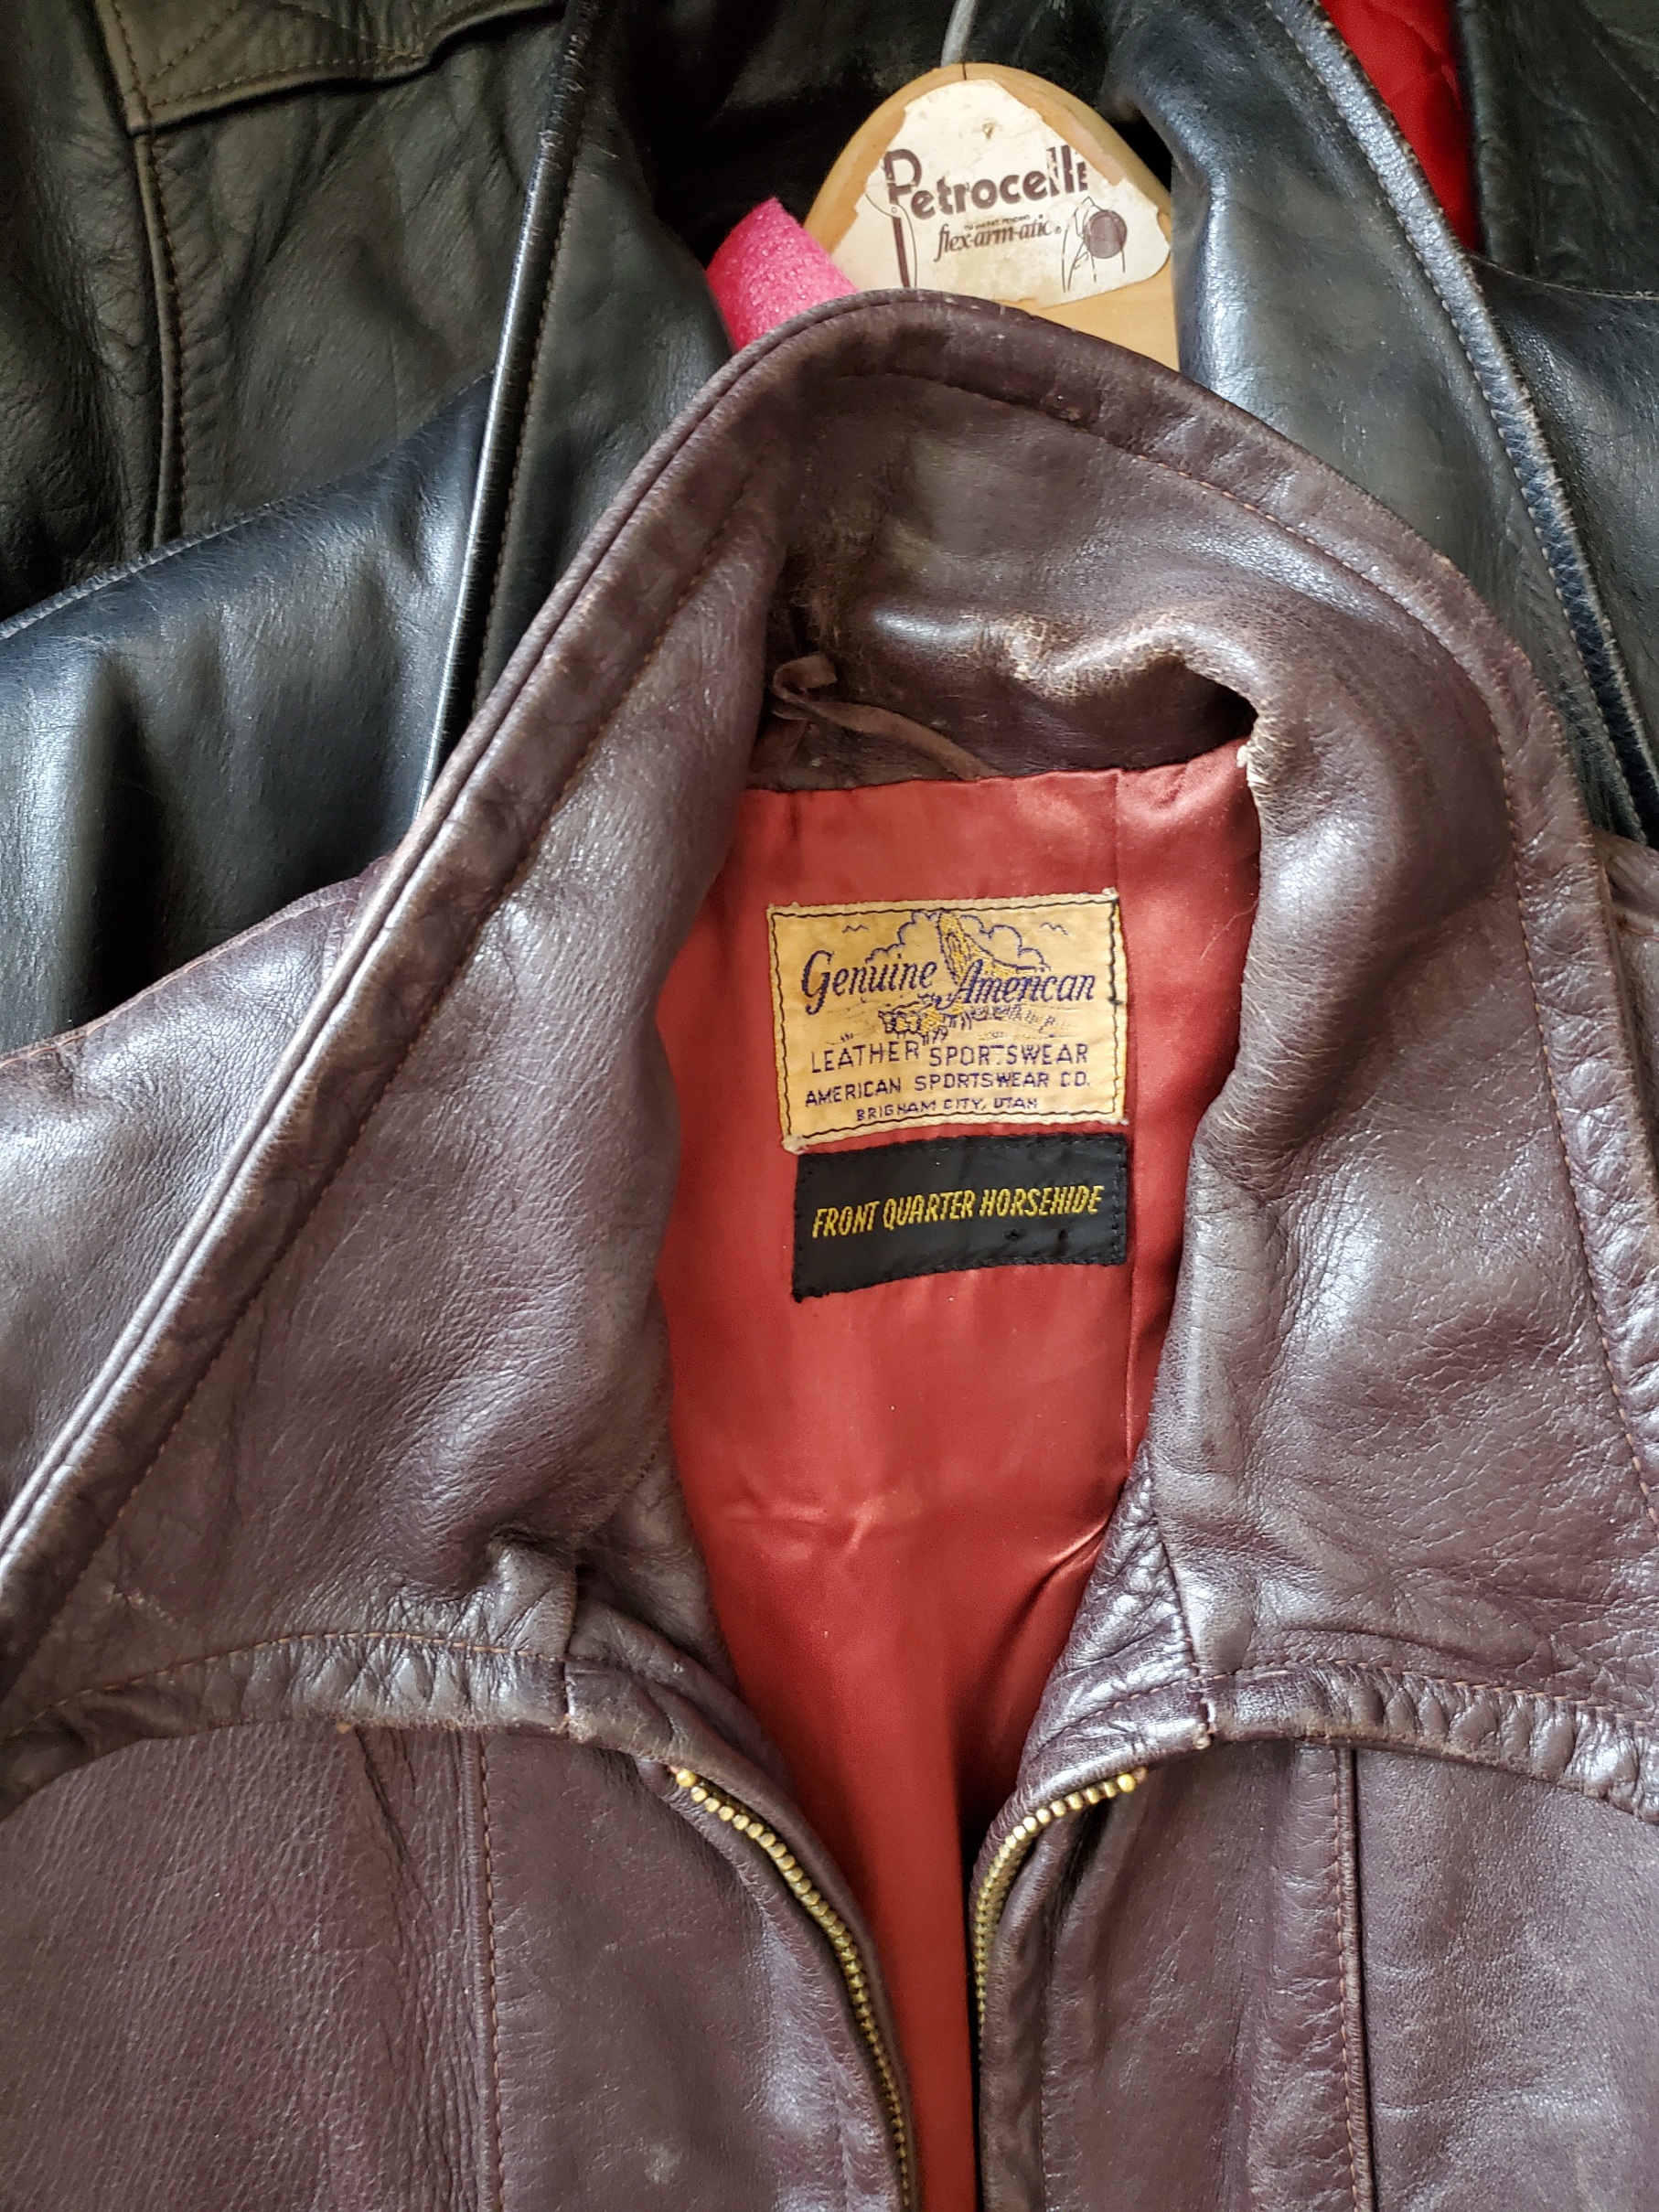 Petrocelli
flex-arm-atic®
Genuine American
LEATHER SPORTSWEAR
AMERICAN SPORTSWEAR CO.
BRIGHAM CITY, UTAH
FRONT QUARTER HORSEHIDE